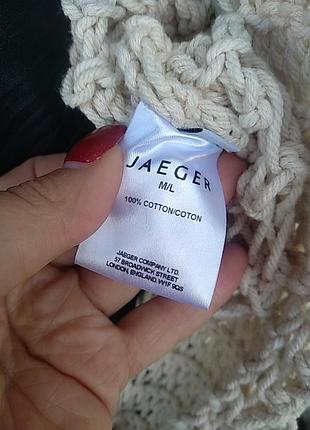 JAEGER
M/L
100% COTTON/COTON
JAEGER COMPANY LTD.
57 BROADWICK STREET
LONDON, ENGLAND, W1F 9QS